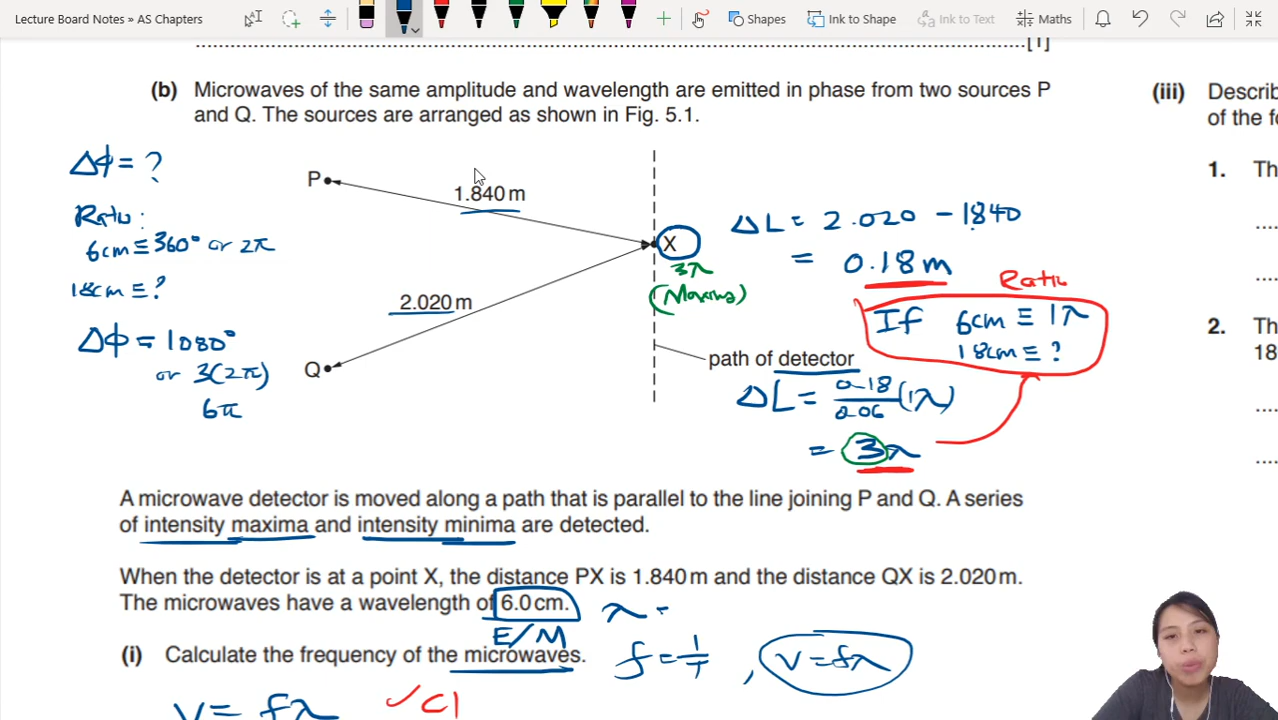 Lecture Board Notes » AS Chapters
Shapes
Ink to Shape
Ink to Text
Maths
[1]
(b) Microwaves of the same amplitude and wavelength are emitted in phase from two sources P
and Q. The sources are arranged as shown in Fig. 5.1.
(iii) Describ
of the fo
1. Th
2. Th
18
Δϕ = ?
Ratio:
6cm ≡ 360° or 2π
18cm ≡ ?
Δϕ = 1080°
or 3(2π)
6π
P
1.840 m
X
3λ
(Maxima)
2.020 m
Q
path of detector
ΔL = 2.020 - 1.840
= 0.18m
Ratio
If 6cm ≡ 1λ
18cm ≡ ?
ΔL = 0.18/0.06 (1λ)
= 3λ
A microwave detector is moved along a path that is parallel to the line joining P and Q. A series
of intensity maxima and intensity minima are detected.
When the detector is at a point X, the distance PX is 1.840 m and the distance QX is 2.020 m.
The microwaves have a wavelength of 6.0 cm.
λ =
E/M
(i) Calculate the frequency of the microwaves.
f = 1/T , v = fλ
v = fλ ✓C1